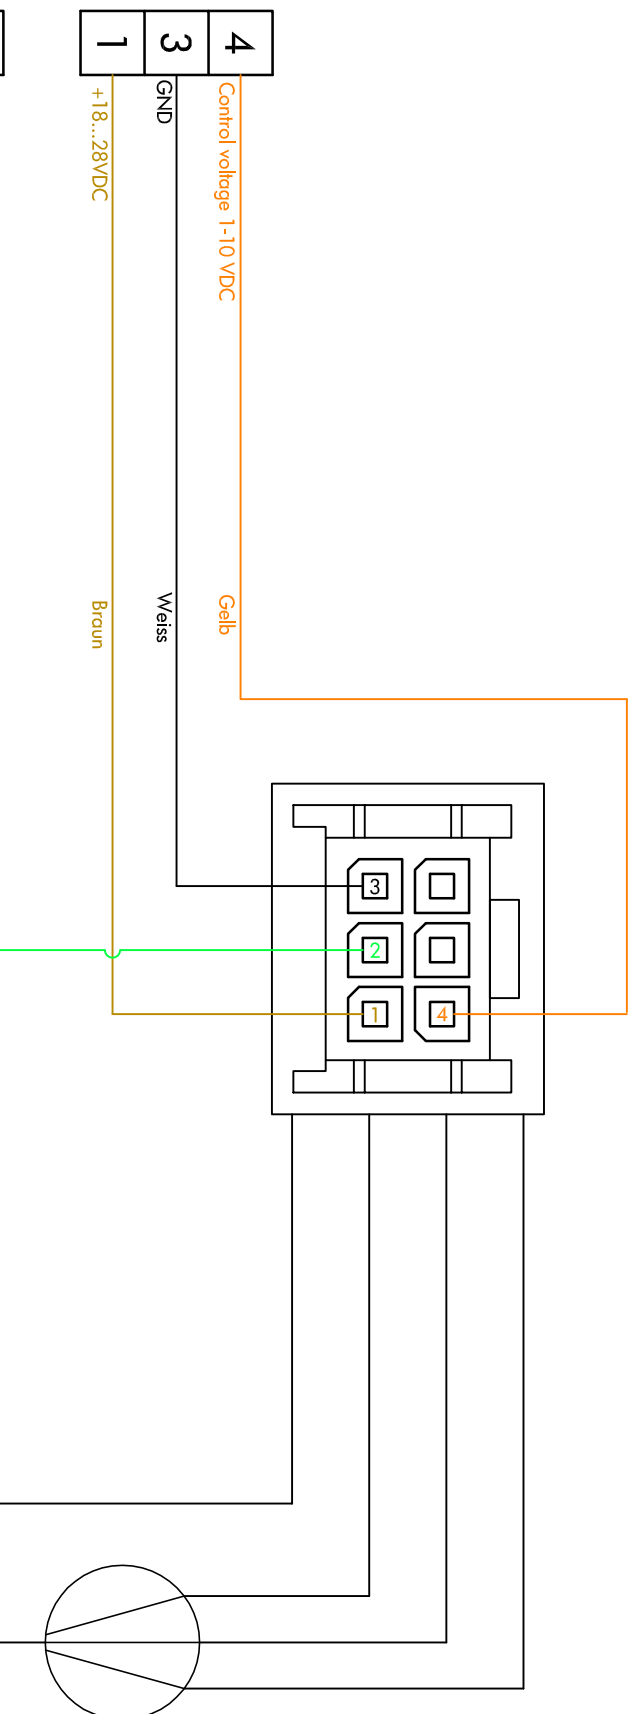 1
3
4
+18...28VDC
GND
Control voltage 1-10 VDC
Braun
Weiss
Gelb
3
2
1
4